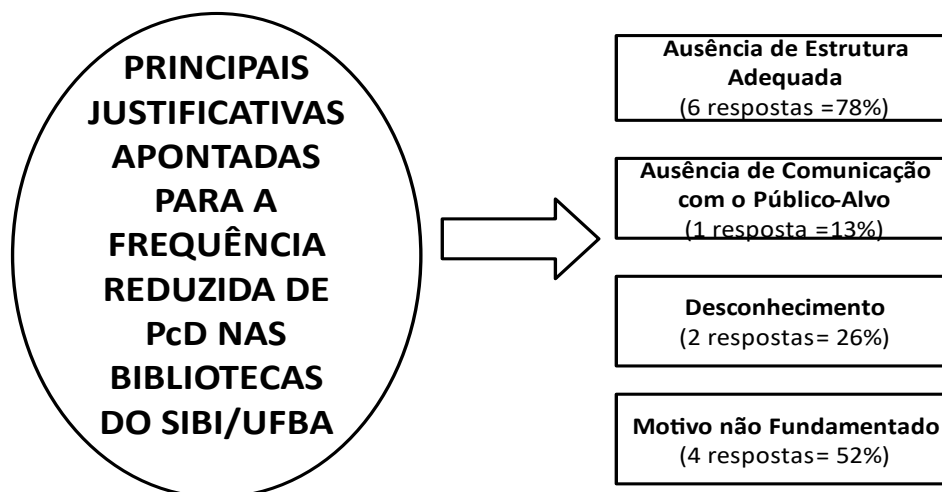 PRINCIPAIS
JUSTIFICATIVAS
APONTADAS
PARA A
FREQUÊNCIA
REDUZIDA DE
PcD NAS
BIBLIOTECAS
DO SIBI/UFBA
Ausência de Estrutura
Adequada
(6 respostas =78%)
Ausência de Comunicação
com o Público-Alvo
(1 resposta =13%)
Desconhecimento
(2 respostas= 26%)
Motivo não Fundamentado
(4 respostas= 52%)